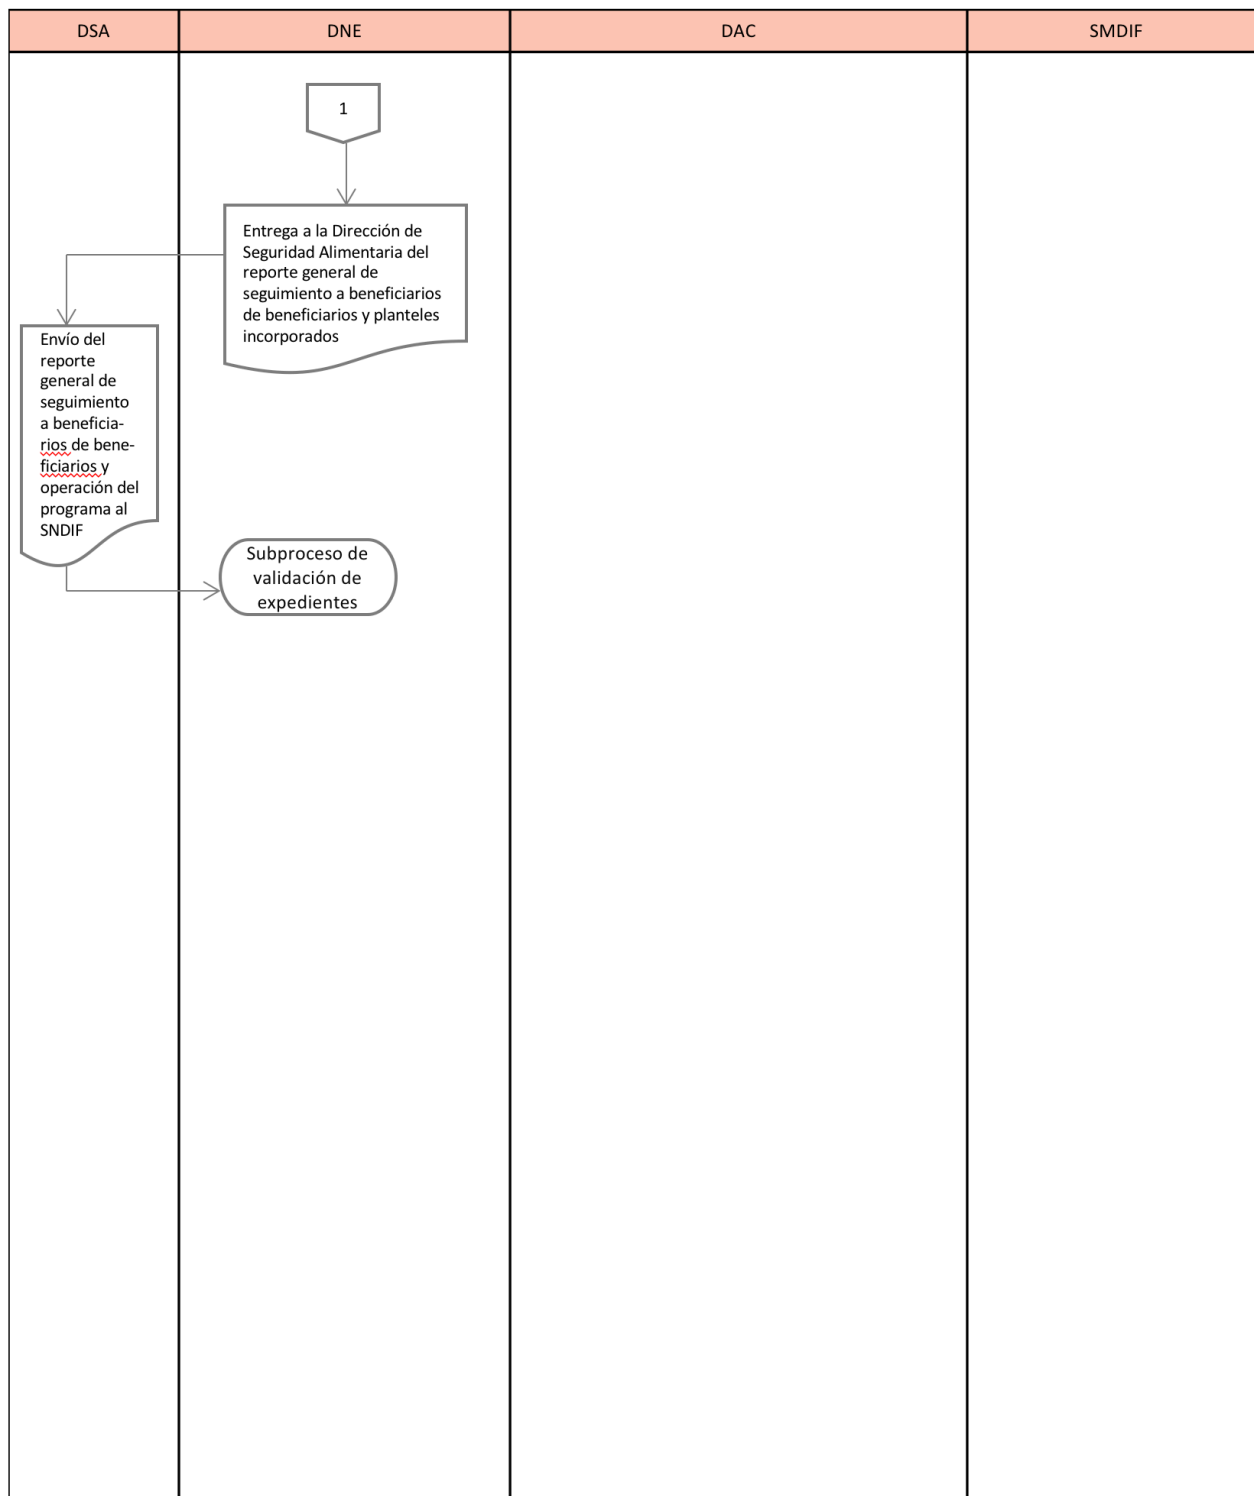 DSA
DNE
DAC
SMDIF
1
Entrega a la Dirección de
Seguridad Alimentaria del
reporte general de
seguimiento a beneficiarios
de beneficiarios y planteles
incorporados
Envío del
reporte
general de
seguimiento
a beneficia-
rios de bene-
ficiarios y
operación del
programa al
SNDIF
Subproceso de
validación de
expedientes